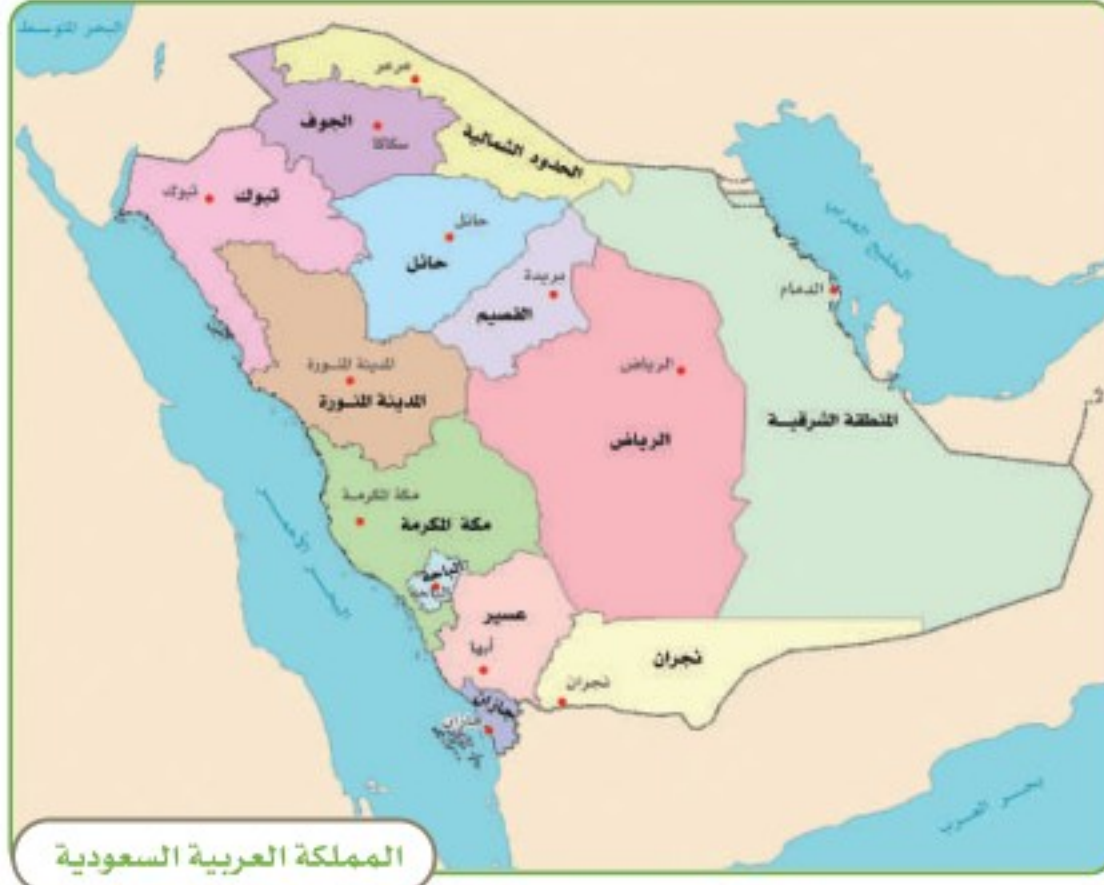 البحر المتوسط
عرعر
الجوف
سكاكا
الحدود الشمالية
تبوك
تبوك
حائل
حائل
الخليج العربي
بريدة
القصيم
الدمام
المدينة المنورة
المدينة المنورة
الرياض
الرياض
المنطقة الشرقيـة
مكة المكرمة
مكة المكرمة
البحر الأحمر
الباحة
الباحة
عسير
أبها
نجران
نجران
جازان
جازان
بحر العرب
المملكة العربية السعودية